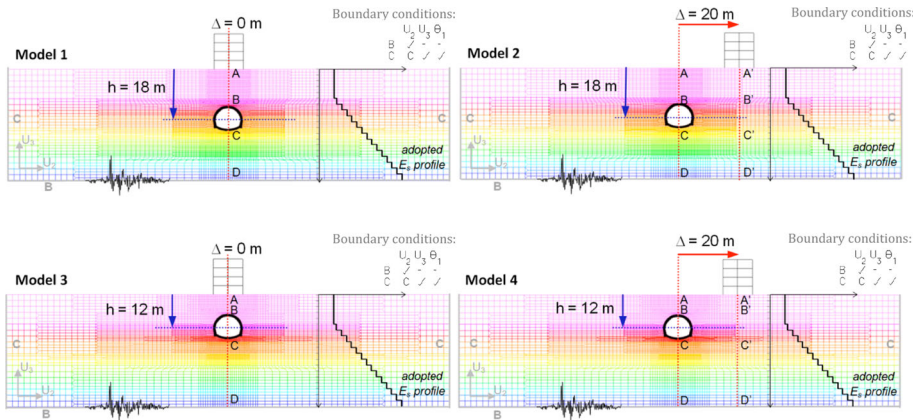 Δ = 0 m
Boundary conditions:
U₂ U₃ θ₁
B ✓ - -
C C ✓ ✓
Model 1
h = 18 m
A
B
C
D
C
C
U₃
U₂
B
adopted
Eₛ profile
Δ = 20 m
Boundary conditions:
U₂ U₃ θ₁
B ✓ - -
C C ✓ ✓
Model 2
h = 18 m
A A'
B B'
C C'
D D'
C
C
U₃
U₂
B
adopted
Eₛ profile
Δ = 0 m
Boundary conditions:
U₂ U₃ θ₁
B ✓ - -
C C ✓ ✓
Model 3
h = 12 m
A
B
C
D
C
C
U₃
U₂
B
adopted
Eₛ profile
Δ = 20 m
Boundary conditions:
U₂ U₃ θ₁
B ✓ - -
C C ✓ ✓
Model 4
h = 12 m
A A'
B B'
C C'
D D'
C
C
U₃
U₂
B
adopted
Eₛ profile